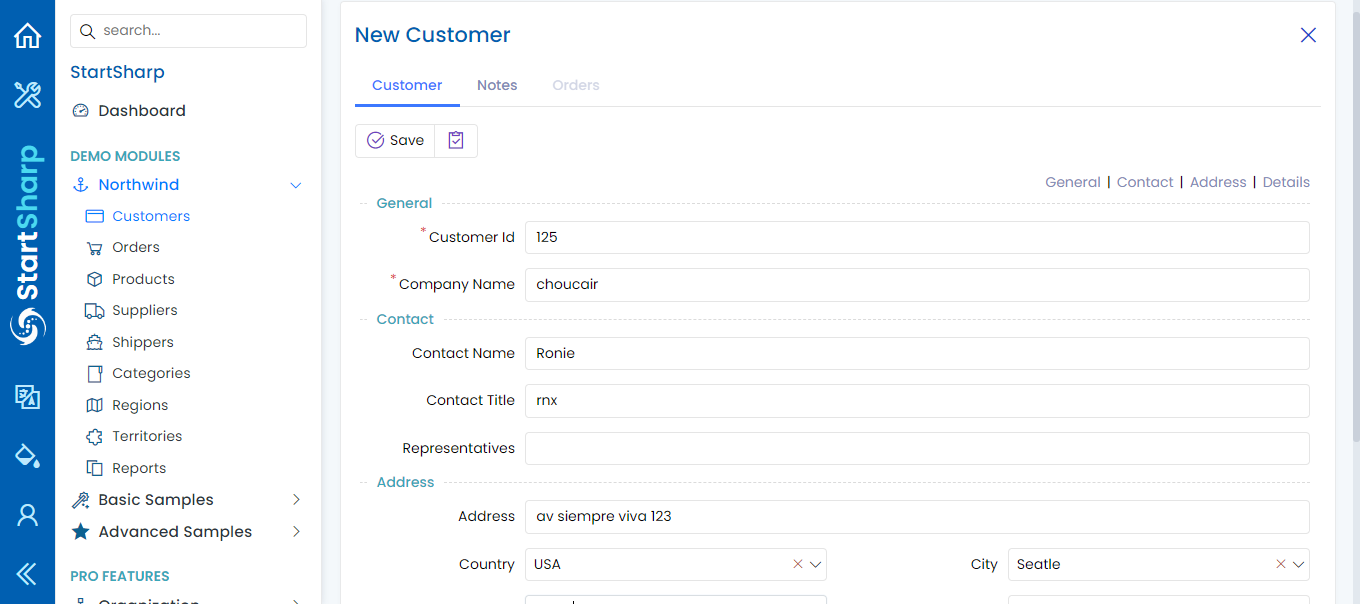 search...
StartSharp
Dashboard
DEMO MODULES
Northwind
Customers
Orders
Products
Suppliers
Shippers
Categories
Regions
Territories
Reports
Basic Samples
Advanced Samples
PRO FEATURES
Organization
StartSharp
New Customer
Customer Notes Orders
Save
General | Contact | Address | Details
General
*Customer Id 125
*Company Name choucair
Contact
Contact Name Ronie
Contact Title rnx
Representatives
Address
Address av siempre viva 123
Country USA City Seatle